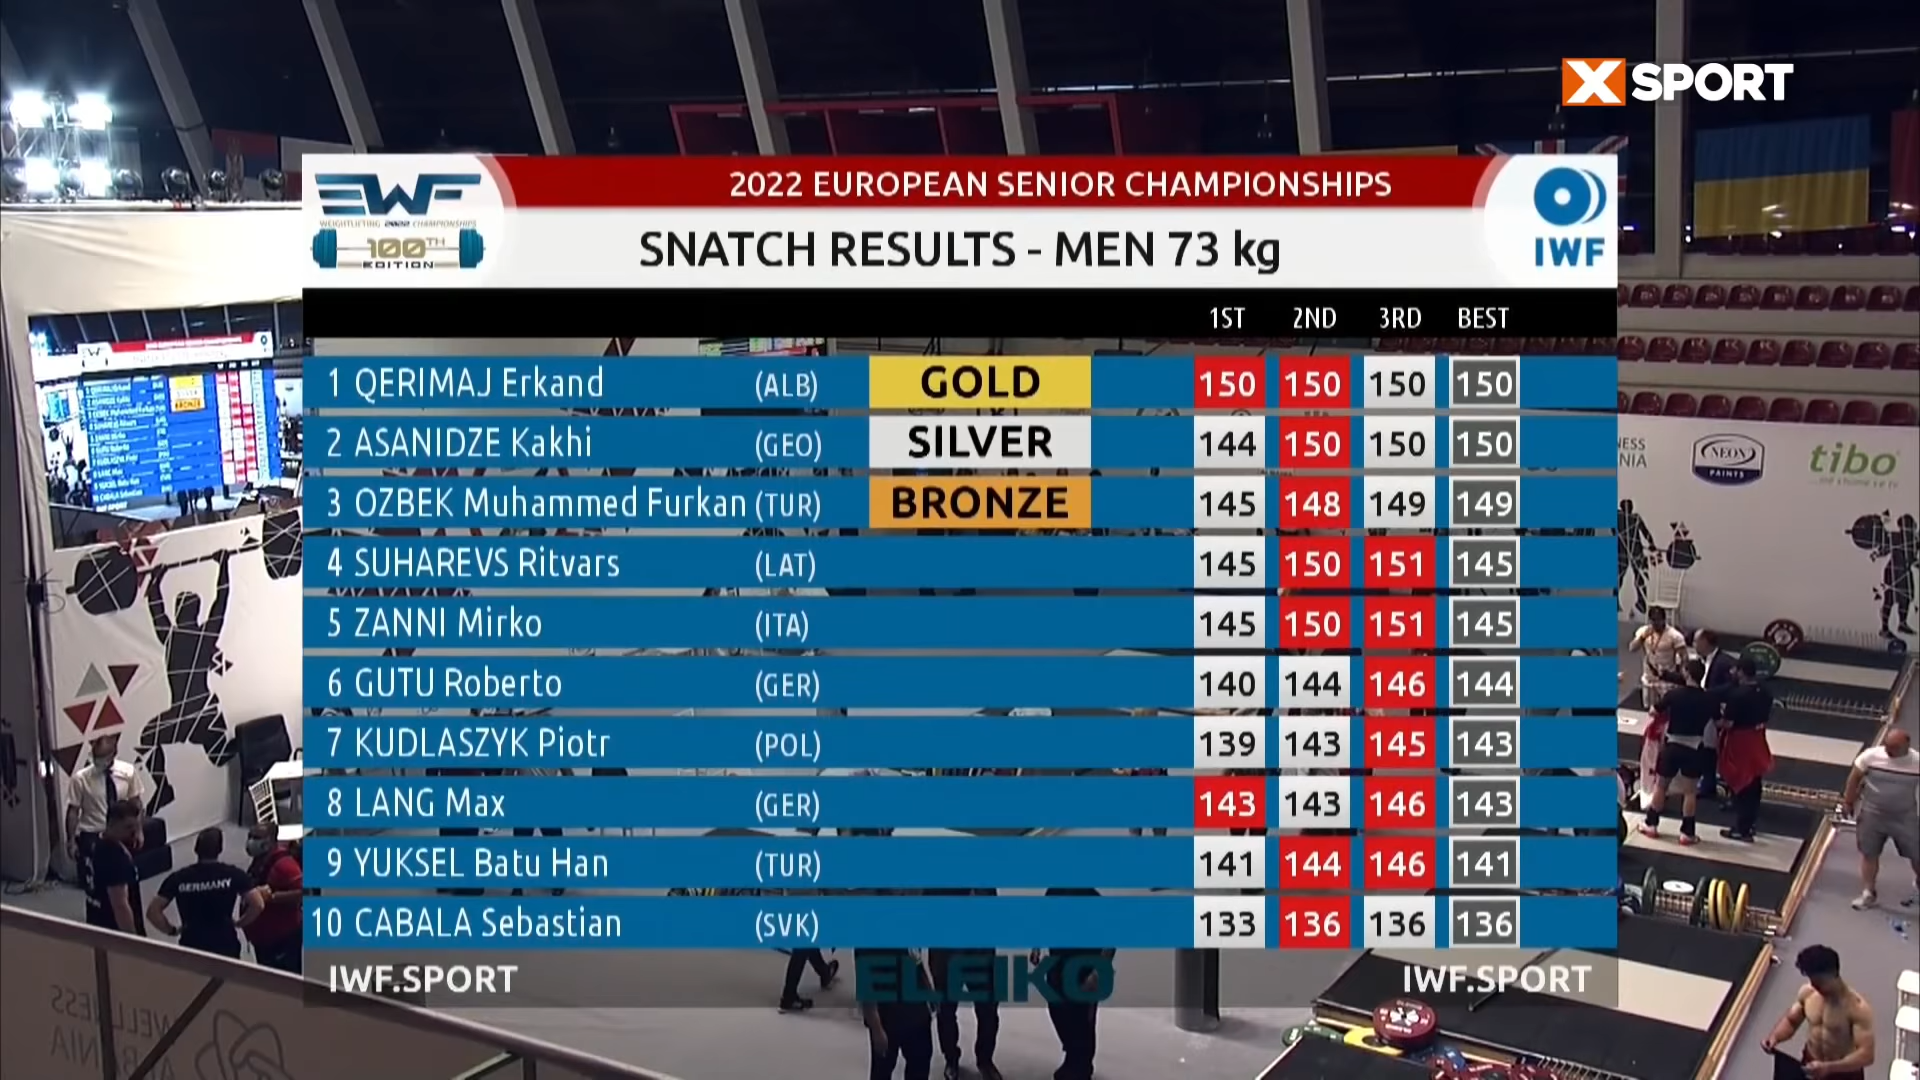 XSPORT
EWF
WEIGHTLIFTING 2022 CHAMPIONSHIPS
100TH
EDITION
2022 EUROPEAN SENIOR CHAMPIONSHIPS
SNATCH RESULTS - MEN 73 kg
IWF
1ST 2ND 3RD BEST
1 QERIMAJ Erkand (ALB) GOLD 150 150 150 150
2 ASANIDZE Kakhi (GEO) SILVER 144 150 150 150
3 OZBEK Muhammed Furkan (TUR) BRONZE 145 148 149 149
4 SUHAREVS Ritvars (LAT) 145 150 151 145
5 ZANNI Mirko (ITA) 145 150 151 145
6 GUTU Roberto (GER) 140 144 146 144
7 KUDLASZYK Piotr (POL) 139 143 145 143
8 LANG Max (GER) 143 143 146 143
9 YUKSEL Batu Han (TUR) 141 144 146 141
10 CABALA Sebastian (SVK) 133 136 136 136
IWF.SPORT ELEIKO IWF.SPORT
NEON
PAINTS
tibo
GERMANY